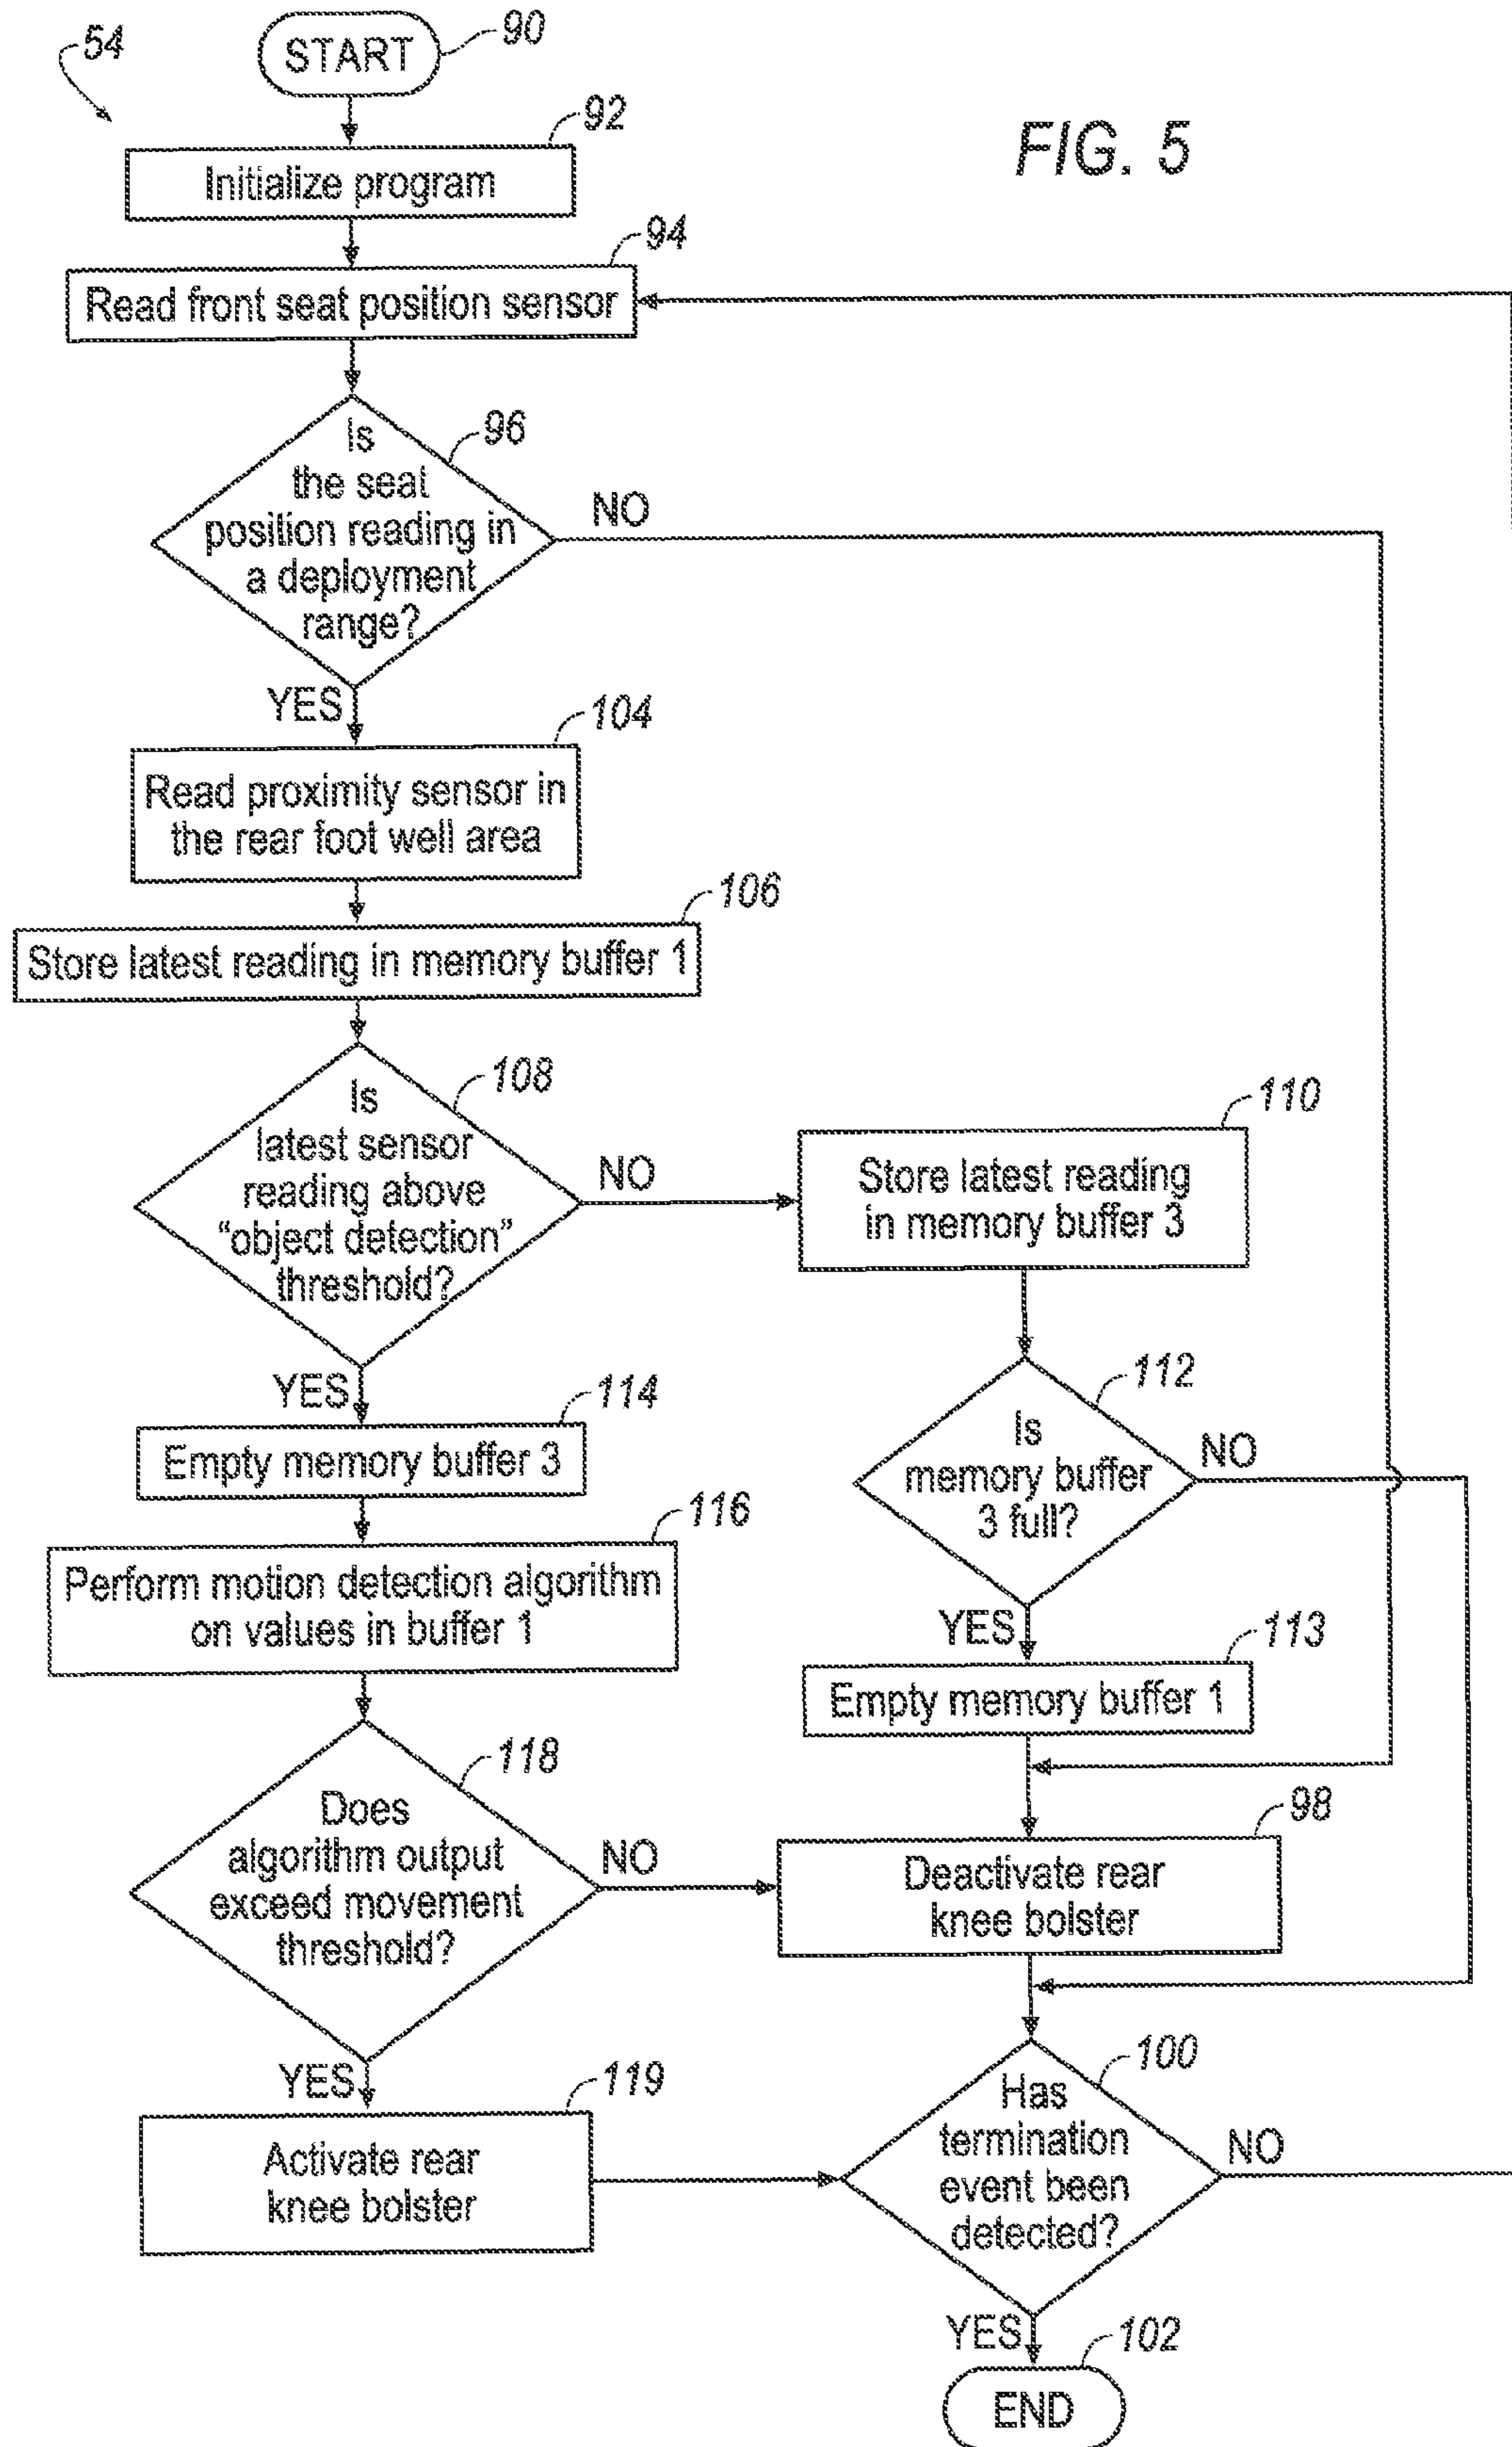 54
START
90
FIG. 5
92
Initialize program
94
Read front seat position sensor
96
Is
the seat
position reading in
a deployment
range?
NO
YES
104
Read proximity sensor in
the rear foot well area
106
Store latest reading in memory buffer 1
108
Is
latest sensor
reading above
“object detection”
threshold?
NO
110
Store latest reading
in memory buffer 3
YES
114
Empty memory buffer 3
112
Is
memory buffer
3 full?
NO
116
Perform motion detection algorithm
on values in buffer 1
YES
113
Empty memory buffer 1
118
Does
algorithm output
exceed movement
threshold?
NO
98
Deactivate rear
knee bolster
YES
119
Activate rear
knee bolster
100
Has
termination
event been
detected?
NO
YES
102
END